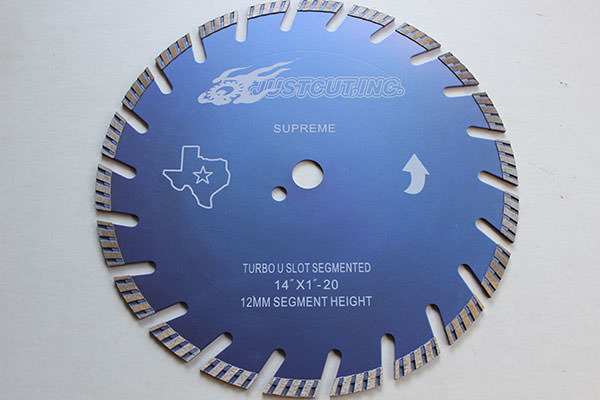 JUSTCUT.INC.
SUPREME
TURBO U SLOT SEGMENTED
14"X1"-20
12MM SEGMENT HEIGHT